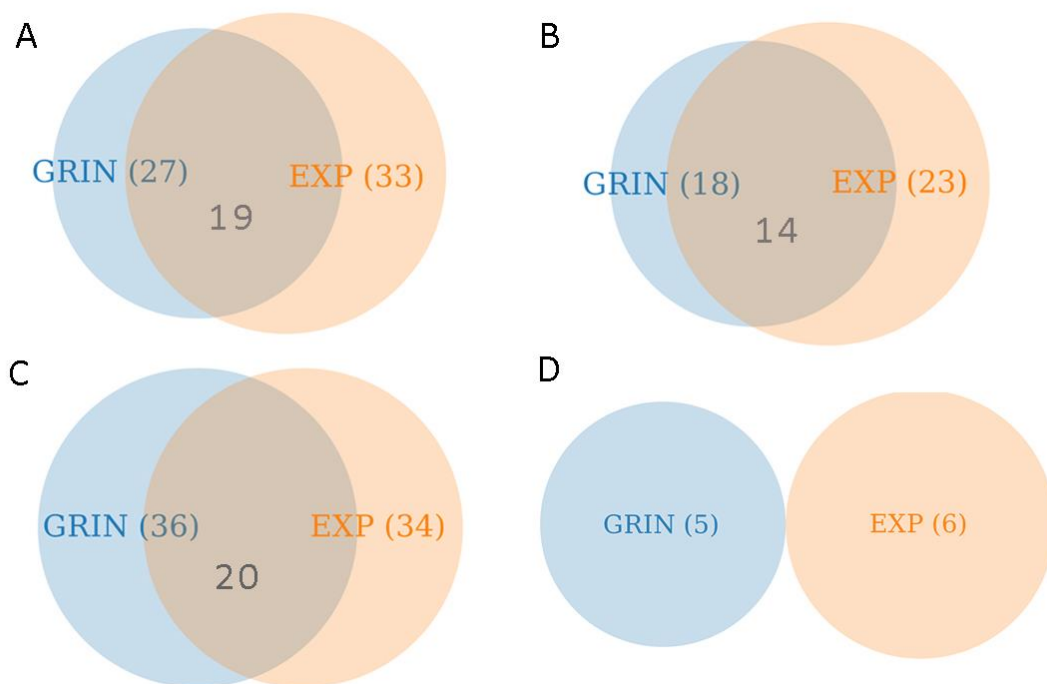 A
GRIN (27)
EXP (33)
19
B
GRIN (18)
EXP (23)
14
C
GRIN (36)
EXP (34)
20
D
GRIN (5)
EXP (6)